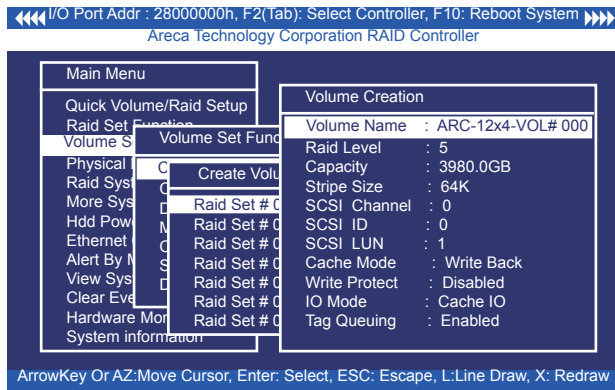 I/O Port Addr : 28000000h, F2(Tab): Select Controller, F10: Reboot System
Areca Technology Corporation RAID Controller
Main Menu
Quick Volume/Raid Setup
Raid Set Function
Volume S
Physical
Raid Syst
More Sys
Hdd Pow
Ethernet
Alert By
View Sys
Clear Eve
Hardware Mon
System information
Volume Set Func
Create Volu
Raid Set # 0
Raid Set # 0
Raid Set # 0
Raid Set # 0
Raid Set # 0
Raid Set # 0
Raid Set # 0
Volume Creation
Volume Name : ARC-12x4-VOL# 000
Raid Level : 5
Capacity : 3980.0GB
Stripe Size : 64K
SCSI Channel : 0
SCSI ID : 0
SCSI LUN : 1
Cache Mode : Write Back
Write Protect : Disabled
IO Mode : Cache IO
Tag Queuing : Enabled
ArrowKey Or AZ:Move Cursor, Enter: Select, ESC: Escape, L:Line Draw, X: Redraw